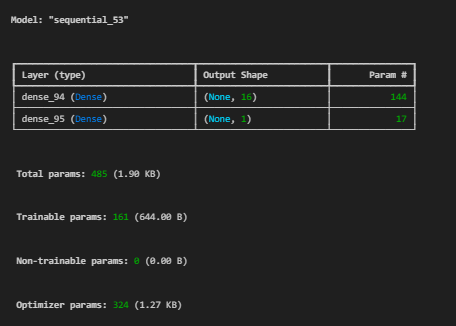 Model: "sequential_53"
Layer (type) Output Shape Param #
dense_94 (Dense) (None, 16) 144
dense_95 (Dense) (None, 1) 17
Total params: 485 (1.90 KB)
Trainable params: 161 (644.00 B)
Non-trainable params: 0 (0.00 B)
Optimizer params: 324 (1.27 KB)